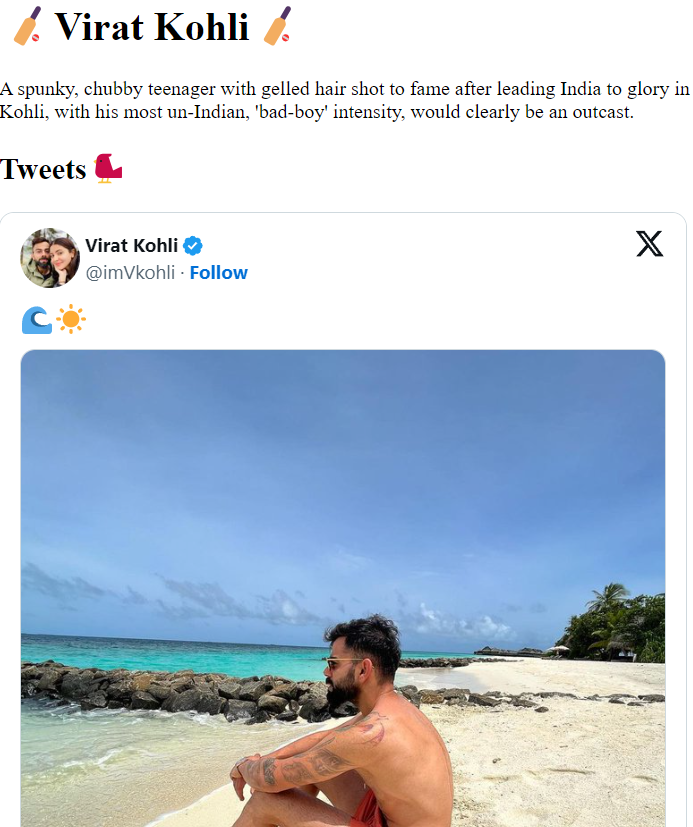 Virat Kohli
A spunky, chubby teenager with gelled hair shot to fame after leading India to glory in
Kohli, with his most un-Indian, 'bad-boy' intensity, would clearly be an outcast.
Tweets
Virat Kohli
@imVkohli · Follow